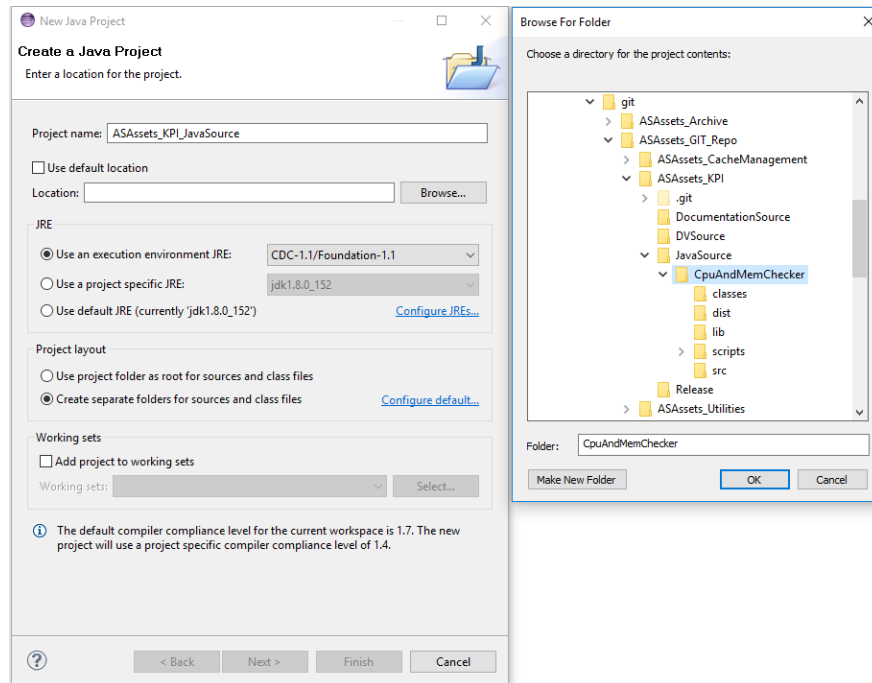 New Java Project
Create a Java Project
Enter a location for the project.
Project name: ASAssets_KPI_JavaSource
Use default location
Location: Browse...
JRE
Use an execution environment JRE: CDC-1.1/Foundation-1.1
Use a project specific JRE: jdk1.8.0_152
Use default JRE (currently 'jdk1.8.0_152') Configure JREs...
Project layout
Use project folder as root for sources and class files
Create separate folders for sources and class files Configure default...
Working sets
Add project to working sets
Working sets: Select...
The default compiler compliance level for the current workspace is 1.7. The new
project will use a project specific compiler compliance level of 1.4.
? < Back Next > Finish Cancel
Browse For Folder
Choose a directory for the project contents:
git
ASAssets_Archive
ASAssets_GIT_Repo
ASAssets_CacheManagement
ASAssets_KPI
.git
DocumentationSource
DVSource
JavaSource
CpuAndMemChecker
classes
dist
lib
scripts
src
Release
ASAssets_Utilities
Folder: CpuAndMemChecker
Make New Folder OK Cancel